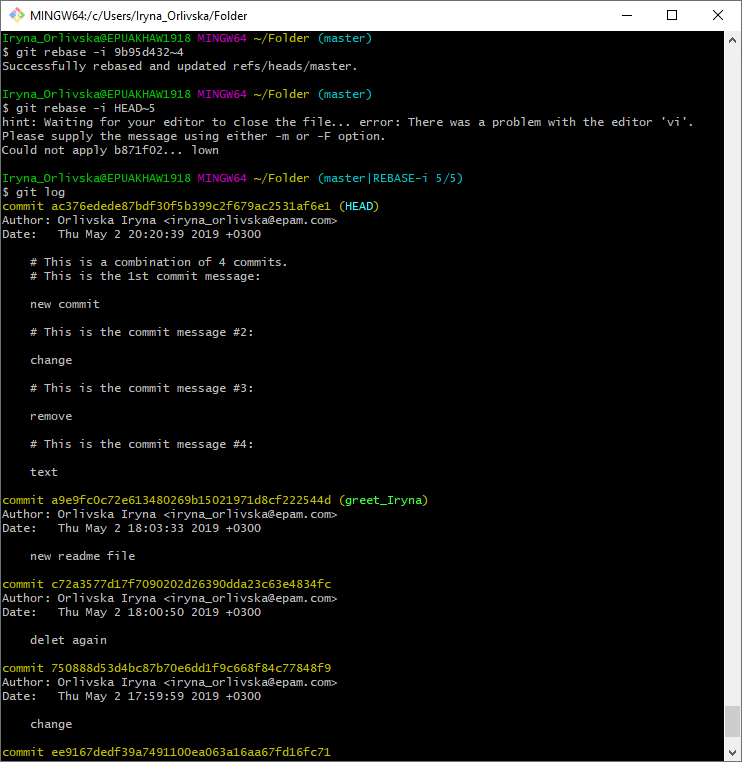 MINGW64:/c/Users/Iryna_Orlivska/Folder
Iryna_Orlivska@EPUAKHAW1918 MINGW64 ~/Folder (master)
$ git rebase -i 9b95d432~4
Successfully rebased and updated refs/heads/master.
Iryna_Orlivska@EPUAKHAW1918 MINGW64 ~/Folder (master)
$ git rebase -i HEAD~5
hint: Waiting for your editor to close the file... error: There was a problem with the editor 'vi'.
Please supply the message using either -m or -F option.
Could not apply b871f02... lown
Iryna_Orlivska@EPUAKHAW1918 MINGW64 ~/Folder (master|REBASE-i 5/5)
$ git log
commit ac376edede87bdf30f5b399c2f679ac2531af6e1 (HEAD)
Author: Orlivska Iryna <iryna_orlivska@epam.com>
Date:   Thu May 2 20:20:39 2019 +0300
# This is a combination of 4 commits.
# This is the 1st commit message:
new commit
# This is the commit message #2:
change
# This is the commit message #3:
remove
# This is the commit message #4:
text
commit a9e9fc0c72e613480269b15021971d8cf222544d (greet_Iryna)
Author: Orlivska Iryna <iryna_orlivska@epam.com>
Date:   Thu May 2 18:03:33 2019 +0300
new readme file
commit c72a3577d17f7090202d26390dda23c63e4834fc
Author: Orlivska Iryna <iryna_orlivska@epam.com>
Date:   Thu May 2 18:00:50 2019 +0300
delet again
commit 750888d53d4bc87b70e6dd1f9c668f84c77848f9
Author: Orlivska Iryna <iryna_orlivska@epam.com>
Date:   Thu May 2 17:59:59 2019 +0300
change
commit ee9167dedf39a7491100ea063a16aa67fd16fc71